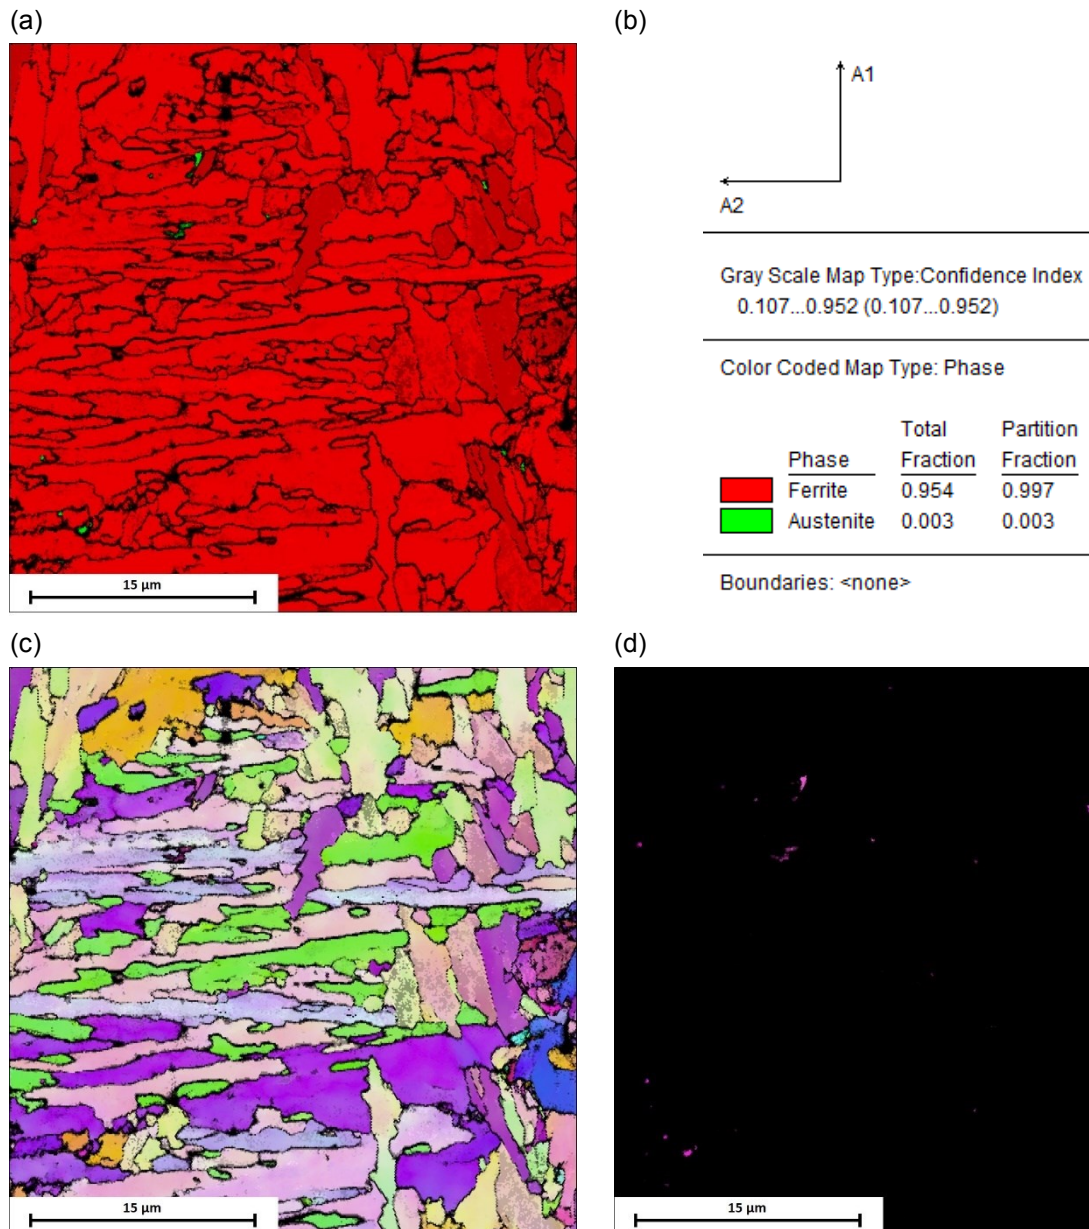 (a)
(b)
A1
A2
Gray Scale Map Type:Confidence Index
0.107...0.952 (0.107...0.952)
Color Coded Map Type: Phase
Total Partition
Phase Fraction Fraction
Ferrite 0.954 0.997
Austenite 0.003 0.003
Boundaries: <none>
15 µm
(c)
(d)
15 µm
15 µm